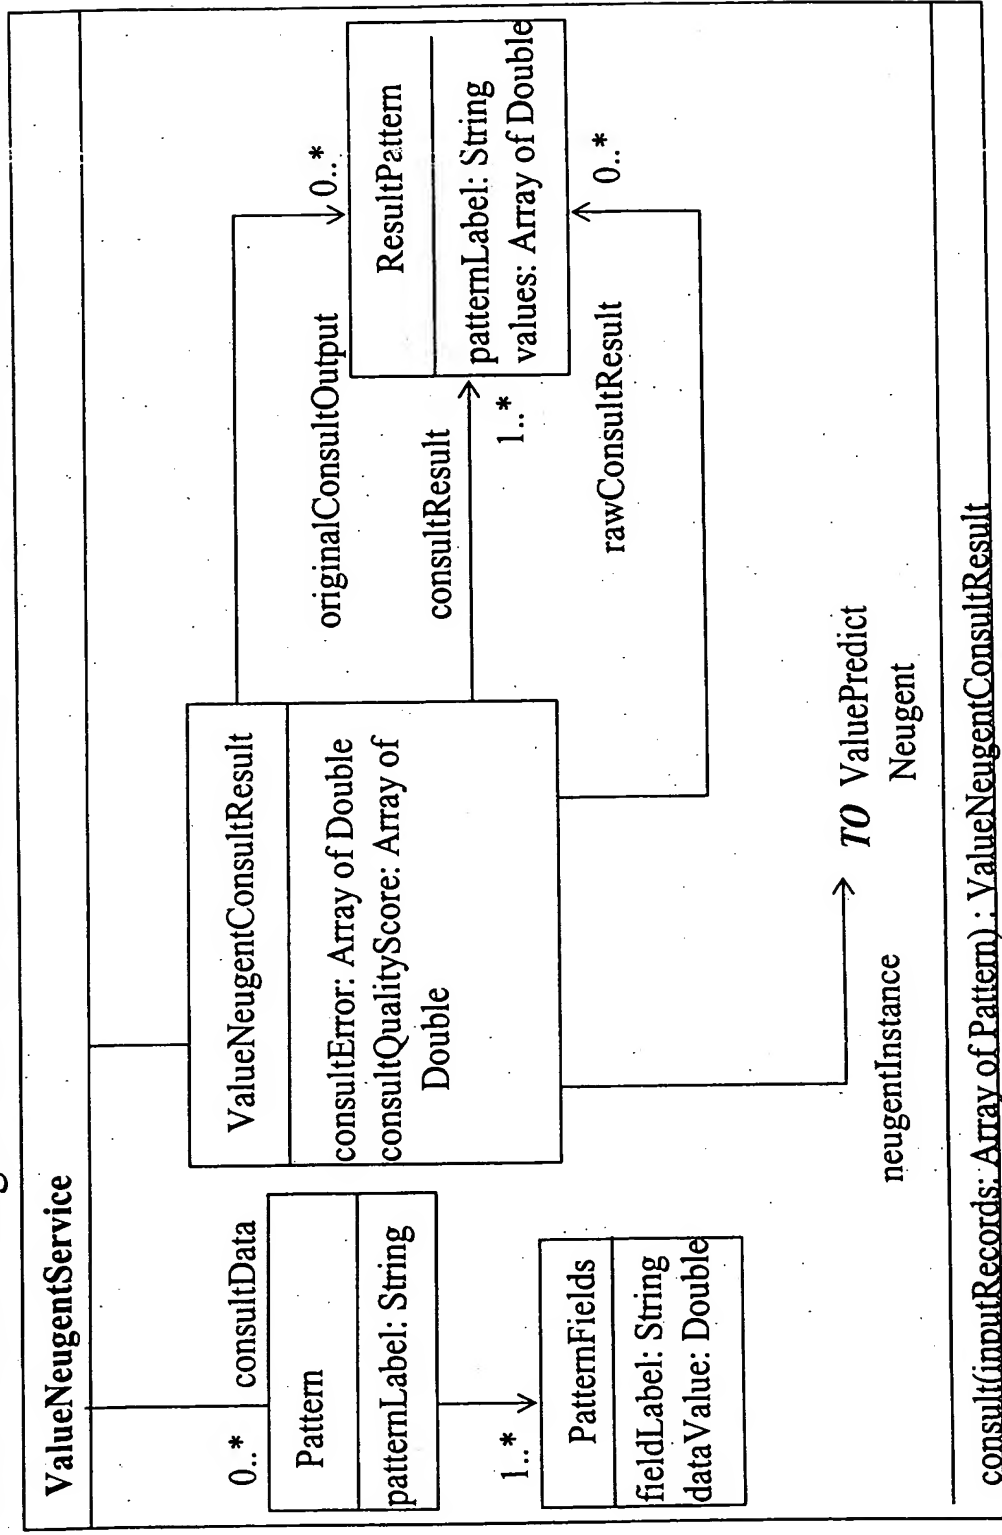 ValueNeugentService
0..*
consultData
Pattern
patternLabel: String
1..*
PatternFields
fieldLabel: String
dataValue: Double
ValueNeugentConsultResult
consultError: Array of Double
consultQualityScore: Array of
Double
originalConsultOutput
0..*
consultResult
1..*
ResultPattern
patternLabel: String
values: Array of Double
rawConsultResult
0..*
neugentInstance
TO ValuePredict
Neugent
consult(inputRecords: Array of Pattern) : ValueNeugentConsultResult